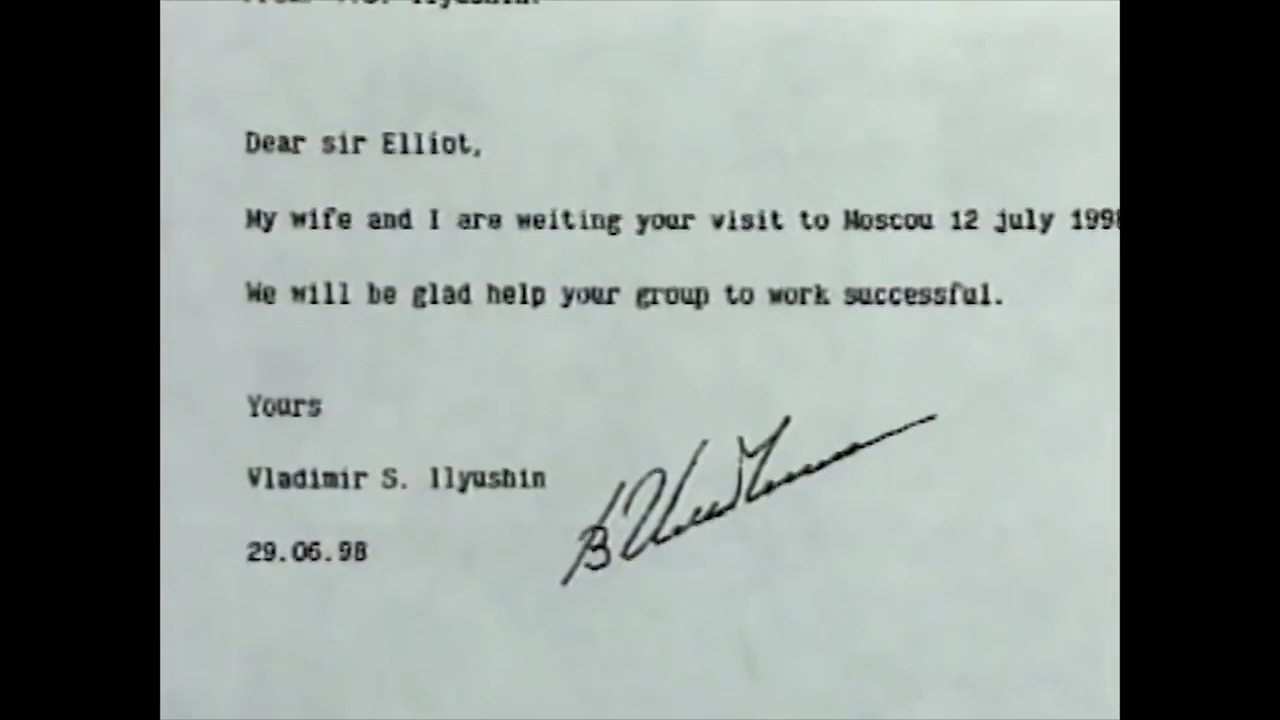 Dear sir Elliot,
My wife and I are weiting your visit to Moscou 12 july 1998
We will be glad help your group to work successful.
Yours
Vladimir S. Ilyushin
29.06.98